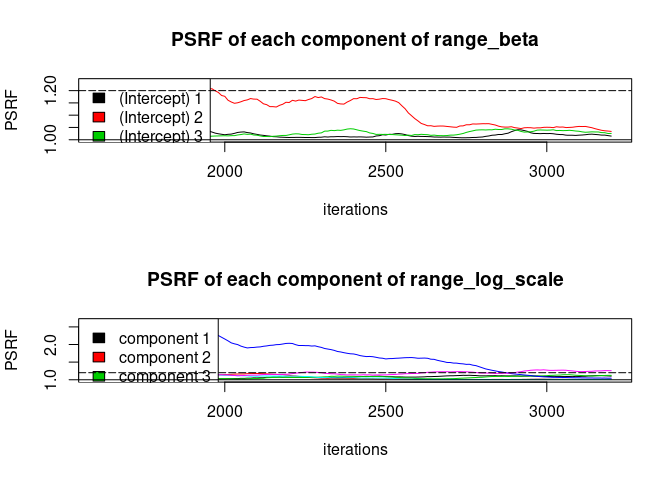 PSRF of each component of range_beta
PSRF
1.20
1.00
(Intercept) 1
(Intercept) 2
(Intercept) 3
2000 2500 3000
iterations
PSRF of each component of range_log_scale
PSRF
2.0
1.0
component 1
component 2
component 3
2000 2500 3000
iterations